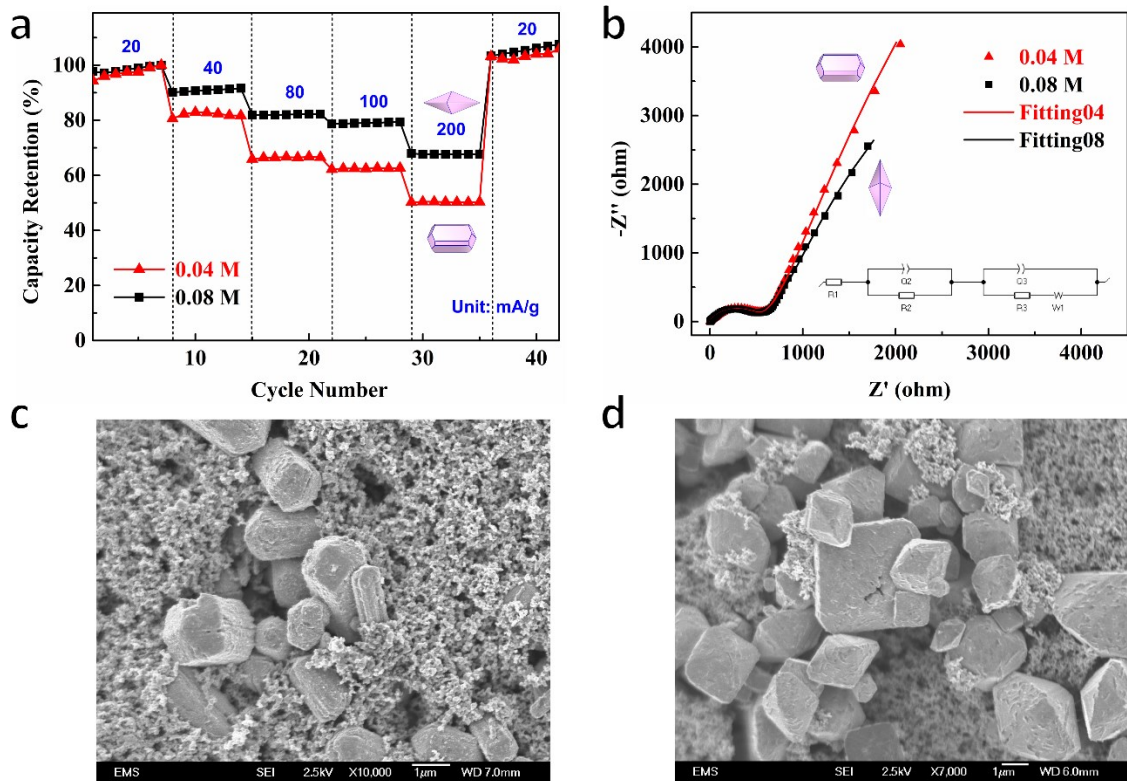 a
20
40
80
100
200
20
0.04 M
0.08 M
Unit: mA/g
Capacity Retention (%)
0
20
40
60
80
100
10
20
30
40
Cycle Number
b
0.04 M
0.08 M
Fitting04
Fitting08
-Z'' (ohm)
4000
3000
2000
1000
0
R1
Q2
R2
Q3
R3
W
W1
0
1000
2000
3000
4000
Z' (ohm)
c
EMS SEI 2.5kV X10,000 1μm WD 7.0mm
d
EMS SEI 2.5kV X7,000 1μm WD 6.0mm